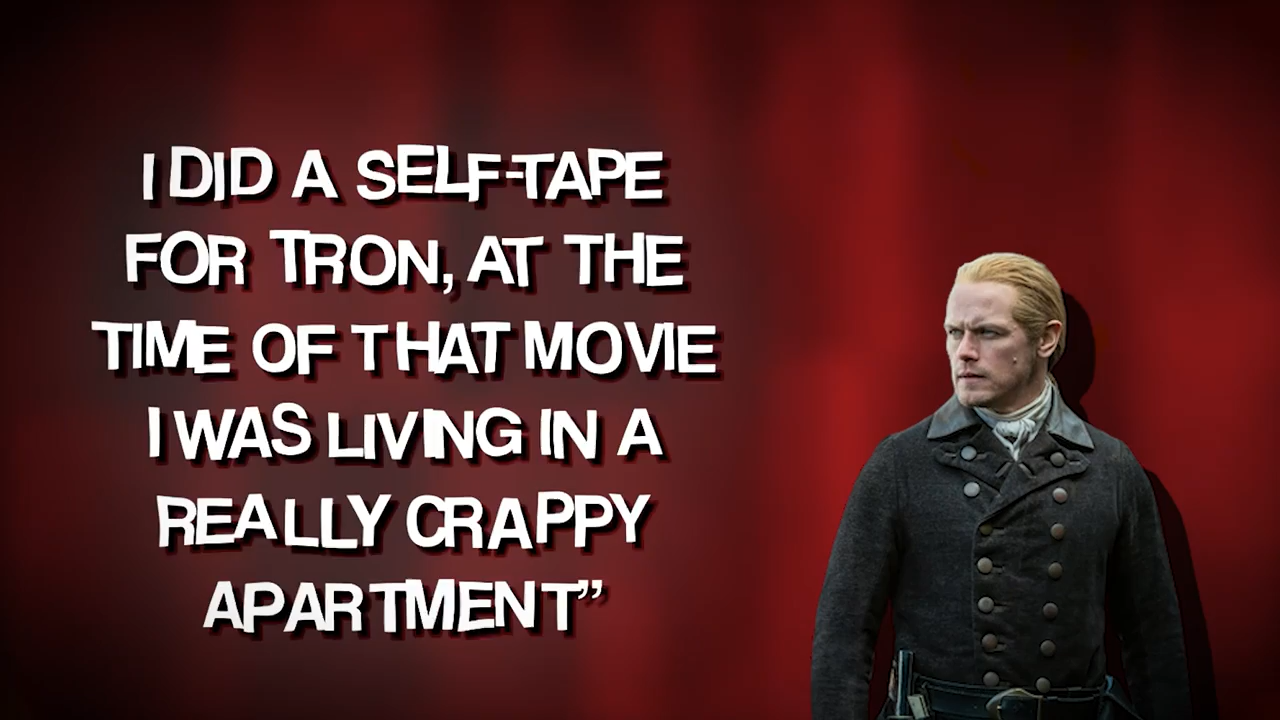 I DID A SELF-TAPE
FOR TRON, AT THE
TIME OF THAT MOVIE
I WAS LIVING IN A
REALLY CRAPPY
APARTMENT”